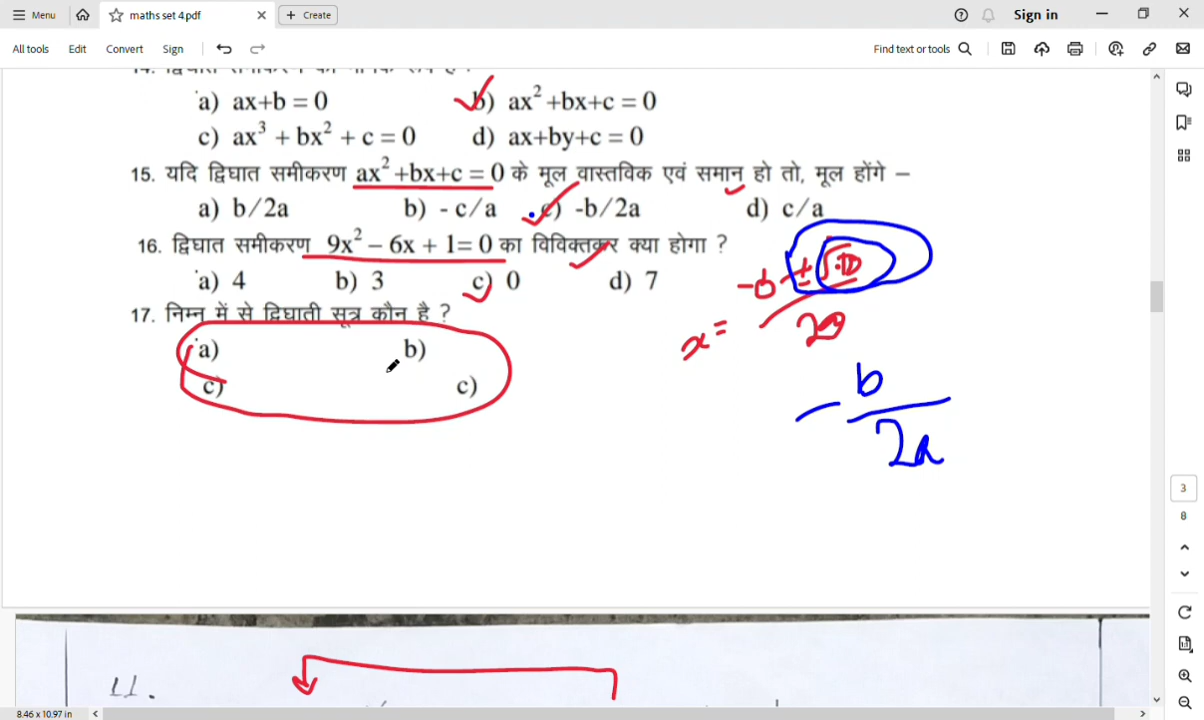 Menu maths set 4.pdf Create Sign in
All tools Edit Convert Sign Find text or tools
a) ax+b = 0 b) ax² +bx+c = 0
c) ax³ + bx² + c = 0 d) ax+by+c = 0
15. यदि द्विघात समीकरण ax² +bx+c = 0 के मूल वास्तविक एवं समान हो तो, मूल होंगे –
a) b/2a b) - c/a c) -b/2a d) c/a
16. द्विघात समीकरण 9x² – 6x + 1= 0 का विविक्तकर क्या होगा ?
a) 4 b) 3 c) 0 d) 7
17. निम्न में से द्विघाती सूत्र कौन है ?
a) b)
c) c)
x = -b ± √D / 2a
- b / 2a
11.
3
8
8.46 x 10.97 in